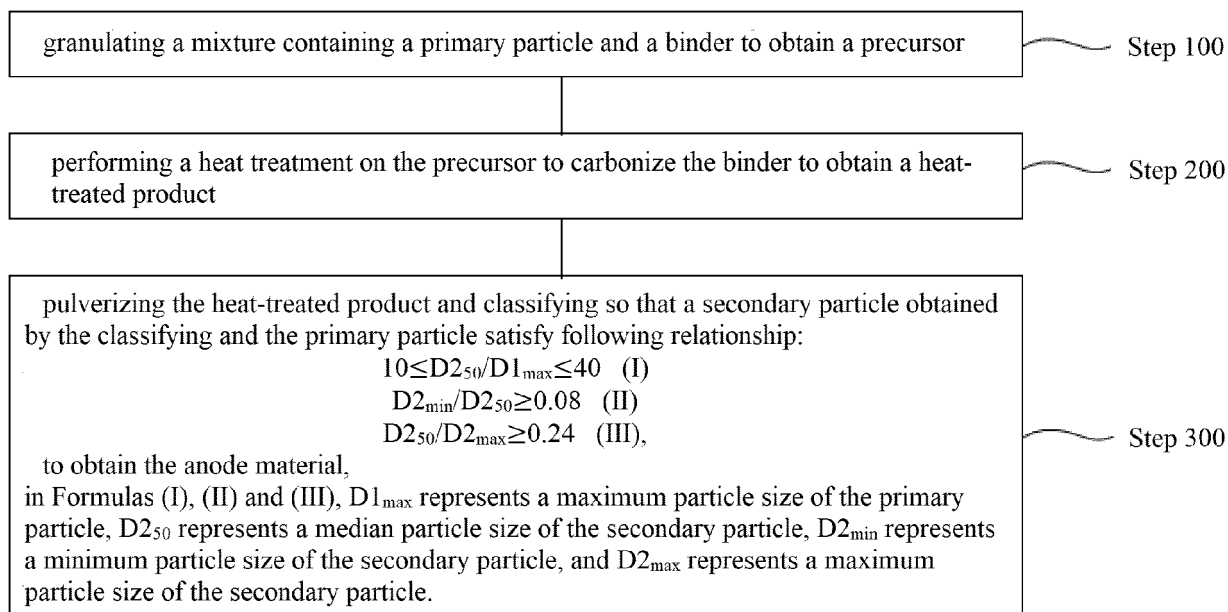 granulating a mixture containing a primary particle and a binder to obtain a precursor
Step 100
performing a heat treatment on the precursor to carbonize the binder to obtain a heat-
treated product
Step 200
pulverizing the heat-treated product and classifying so that a secondary particle obtained
by the classifying and the primary particle satisfy following relationship:
10≤D2₅₀/D1ₘₐₓ≤40 (I)
D2ₘᵢₙ/D2₅₀≥0.08 (II)
D2₅₀/D2ₘₐₓ≥0.24 (III),
to obtain the anode material,
in Formulas (I), (II) and (III), D1ₘₐₓ represents a maximum particle size of the primary
particle, D2₅₀ represents a median particle size of the secondary particle, D2ₘᵢₙ represents
a minimum particle size of the secondary particle, and D2ₘₐₓ represents a maximum
particle size of the secondary particle.
Step 300